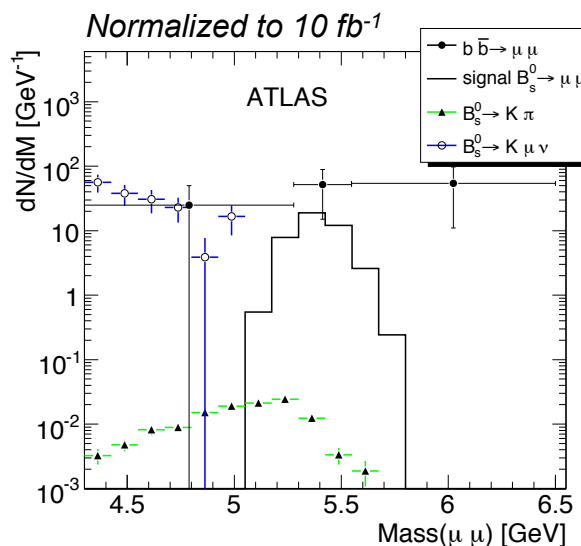 Normalized to 10 fb⁻¹
b b̅→ μ μ
signal B⁰ₛ→ μ μ
B⁰ₛ→ K π
B⁰ₛ→ K μ ν
ATLAS
dN/dM [GeV⁻¹]
10³
10²
10
1
10⁻¹
10⁻²
10⁻³
4.5 5 5.5 6 6.5
Mass(μ μ) [GeV]